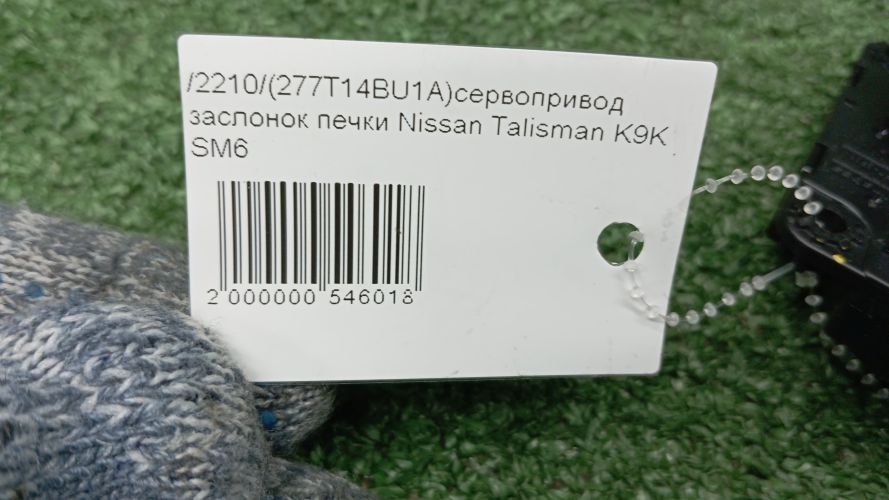 /2210/(277T14BU1A)сервопривод
заслонок печки Nissan Talisman K9K
SM6
2 000000 546018